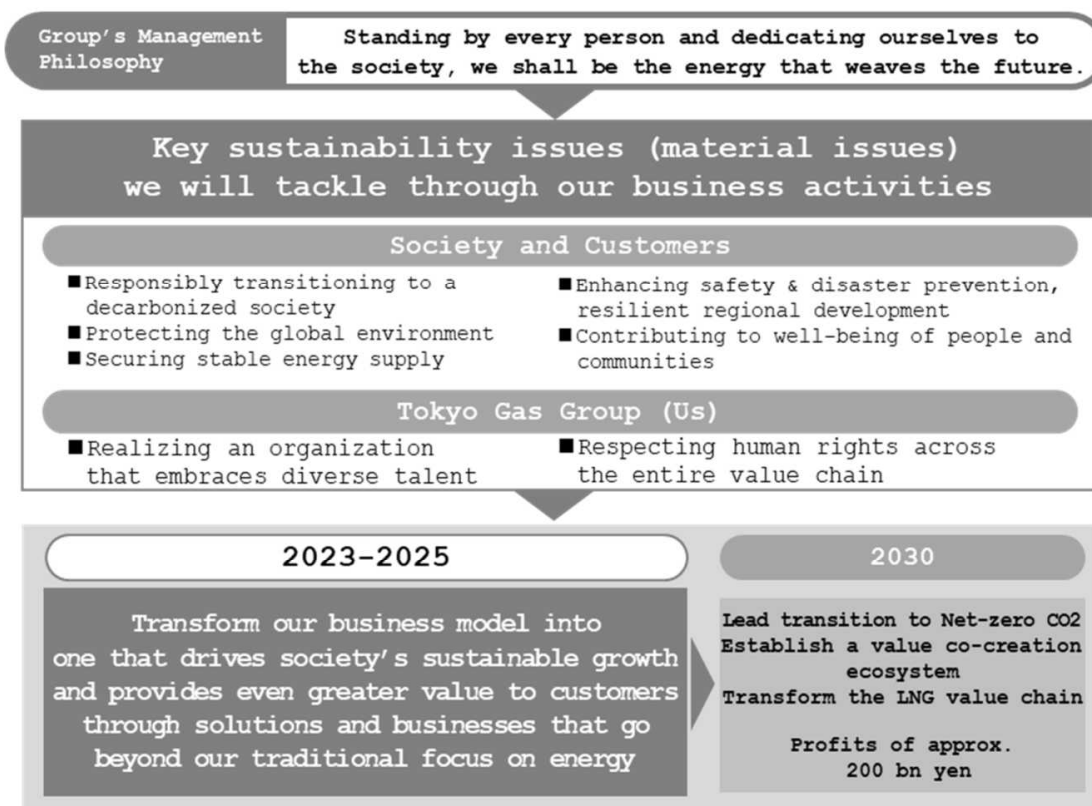 Group's Management
Philosophy
Standing by every person and dedicating ourselves to
the society, we shall be the energy that weaves the future.
Key sustainability issues (material issues)
we will tackle through our business activities
Society and Customers
■Responsibly transitioning to a
decarbonized society
■Protecting the global environment
■Securing stable energy supply
■Enhancing safety & disaster prevention,
resilient regional development
■Contributing to well-being of people and
communities
Tokyo Gas Group (Us)
■Realizing an organization
that embraces diverse talent
■Respecting human rights across
the entire value chain
2023-2025
Transform our business model into
one that drives society's sustainable growth
and provides even greater value to customers
through solutions and businesses that go
beyond our traditional focus on energy
2030
Lead transition to Net-zero CO2
Establish a value co-creation
ecosystem
Transform the LNG value chain
Profits of approx.
200 bn yen